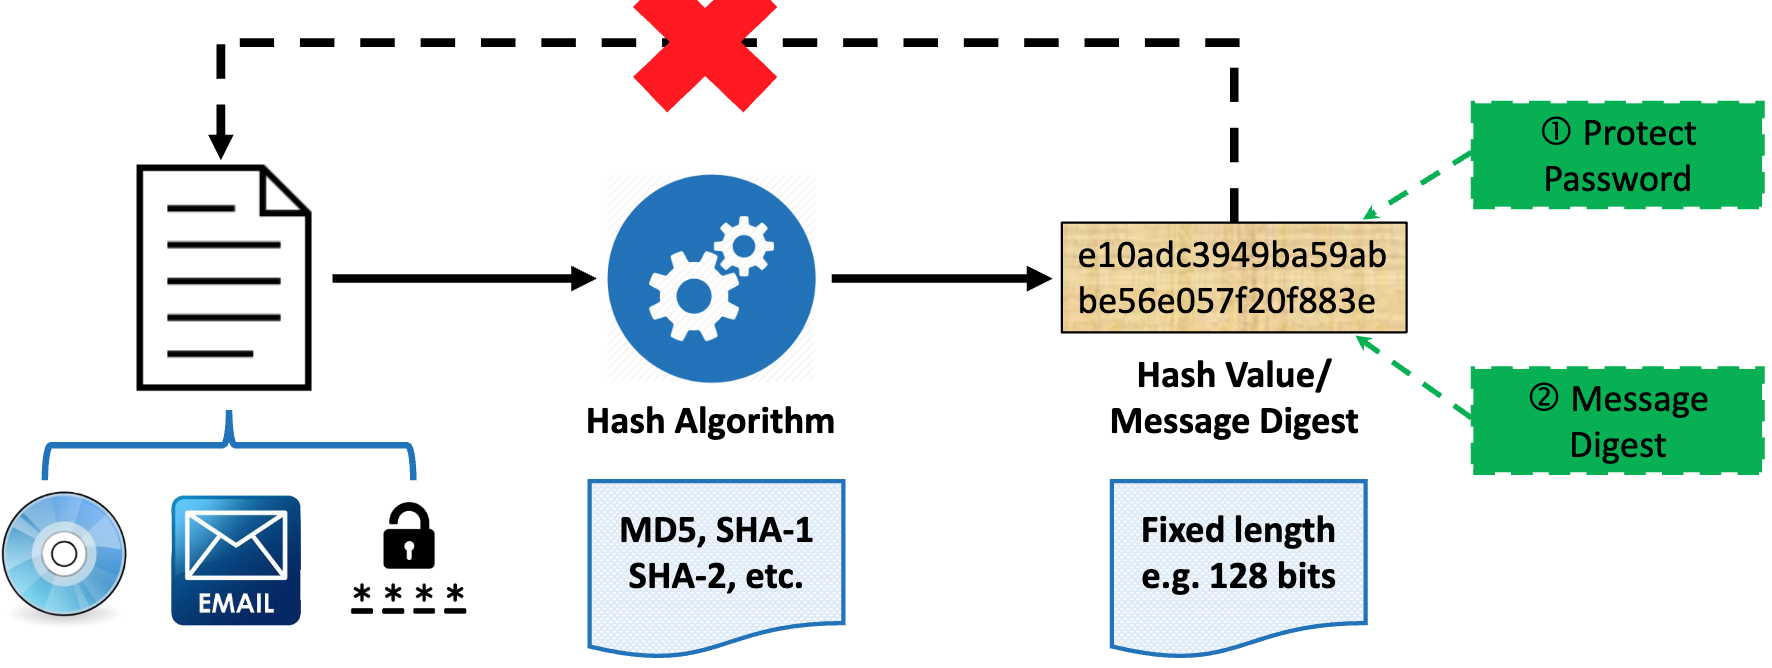 ① Protect
Password
e10adc3949ba59ab
be56e057f20f883e
Hash Value/
Message Digest
② Message
Digest
Hash Algorithm
MD5, SHA-1
SHA-2, etc.
Fixed length
e.g. 128 bits
EMAIL
* * * *